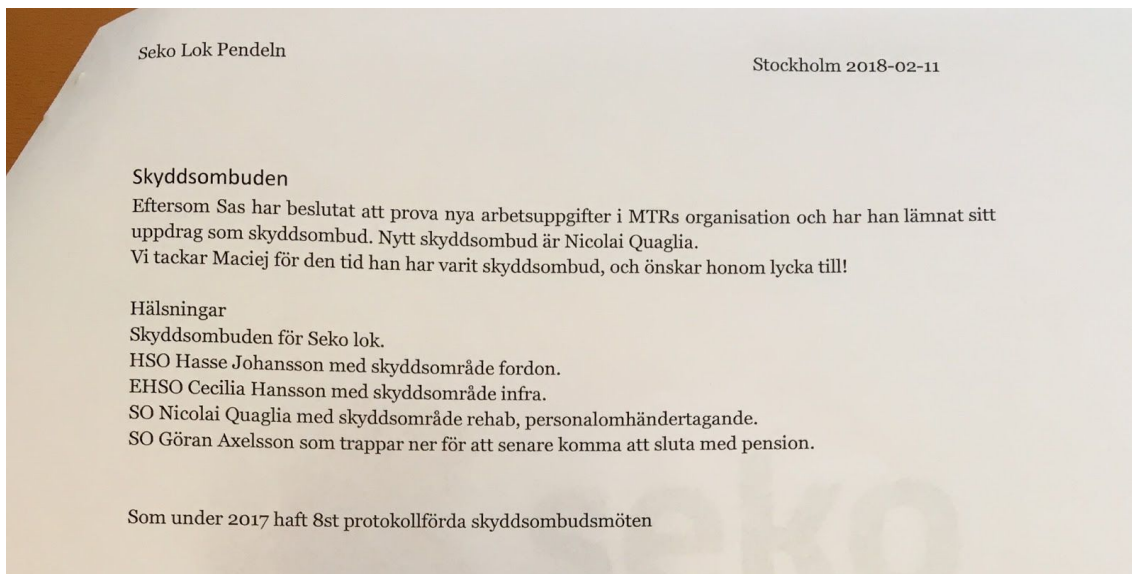 Seko Lok Pendeln
Stockholm 2018-02-11
Skyddsombuden
Eftersom Sas har beslutat att prova nya arbetsuppgifter i MTRs organisation och har han lämnat sitt
uppdrag som skyddsombud. Nytt skyddsombud är Nicolai Quaglia.
Vi tackar Maciej för den tid han har varit skyddsombud, och önskar honom lycka till!
Hälsningar
Skyddsombuden för Seko lok.
HSO Hasse Johansson med skyddsområde fordon.
EHSO Cecilia Hansson med skyddsområde infra.
SO Nicolai Quaglia med skyddsområde rehab, personalomhändertagande.
SO Göran Axelsson som trappar ner för att senare komma att sluta med pension.
Som under 2017 haft 8st protokollförda skyddsombudsmöten
seko